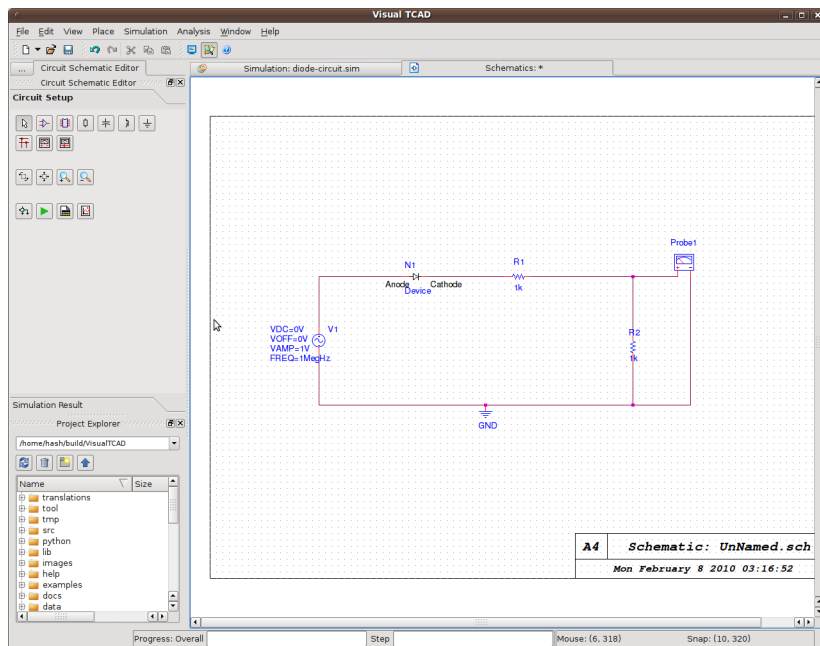 Visual TCAD
File Edit View Place Simulation Analysis Window Help
... Circuit Schematic Editor
Simulation: diode-circuit.sim
Schematics: *
Circuit Schematic Editor
Circuit Setup
Probe1
N1
R1
Anode Cathode
Device
1k
VDC=0V
V1
VOFF=0V
VAMP=1V
FREQ=1MegHz
R2
1k
GND
Simulation Result
Project Explorer
/home/hash/build/VisualTCAD
Name Size
translations
tool
tmp
src
python
lib
images
help
examples
docs
data
A4 Schematic: UnNamed.sch
Mon February 8 2010 03:16:52
Progress: Overall Step Mouse: (6, 318) Snap: (10, 320)